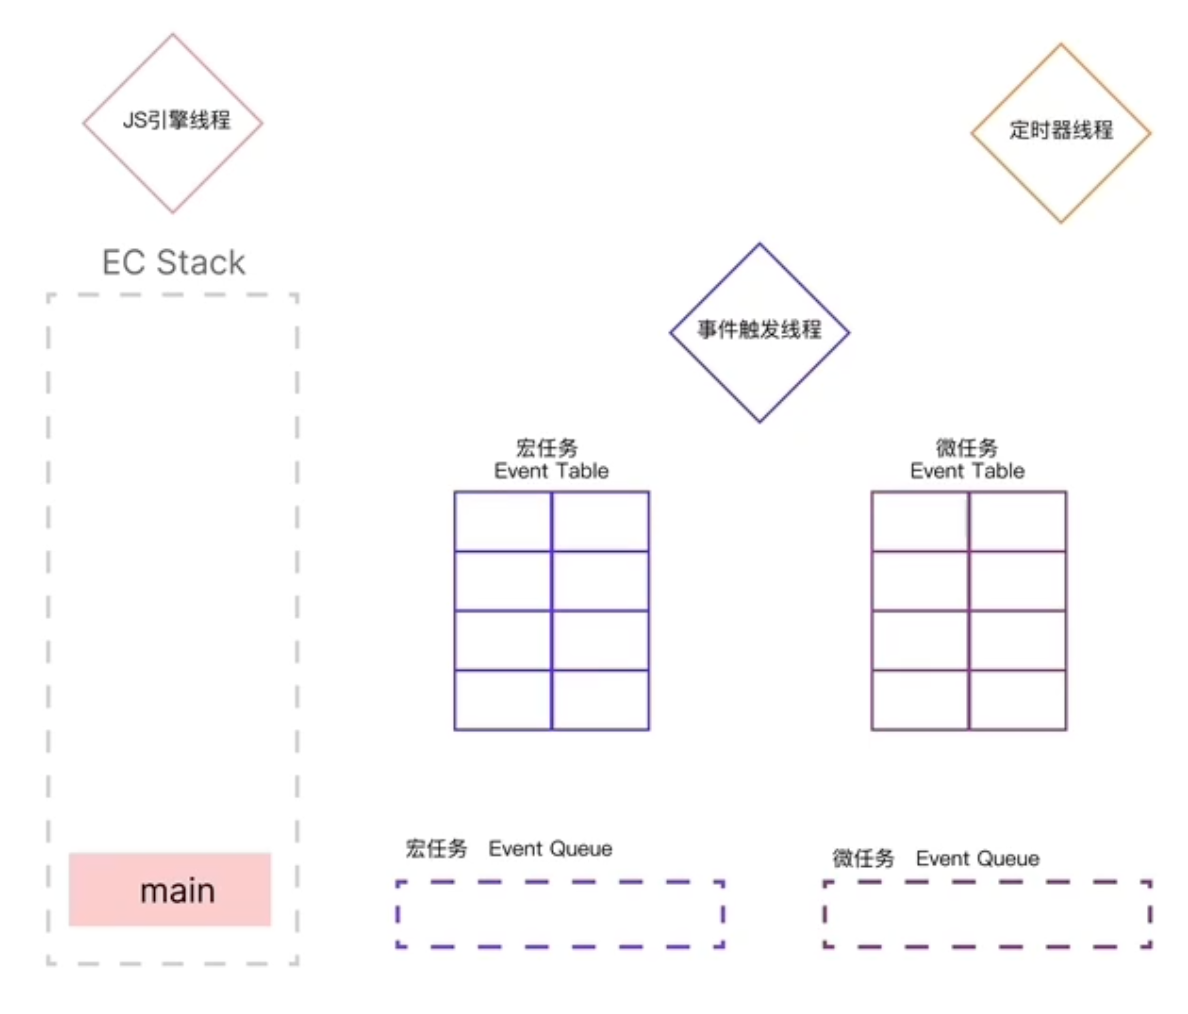 JS引擎线程
定时器线程
EC Stack
事件触发线程
宏任务
Event Table
微任务
Event Table
宏任务 Event Queue
微任务 Event Queue
main